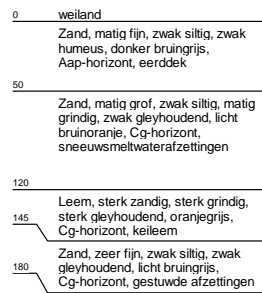 0 weiland
Zand, matig fijn, zwak siltig, zwak
humeus, donker bruingrijs,
Aap-horizont, eerddek
50
Zand, matig grof, zwak siltig, matig
grindig, zwak gleyhoudend, licht
bruinoranje, Cg-horizont,
sneeuwsmeltwaterafzettingen
120
Leem, sterk zandig, sterk grindig,
145 sterk gleyhoudend, oranjegrijs,
Cg-horizont, keileem
Zand, zeer fijn, zwak siltig, zwak
180 gleyhoudend, licht bruingrijs,
Cg-horizont, gestuwde afzettingen